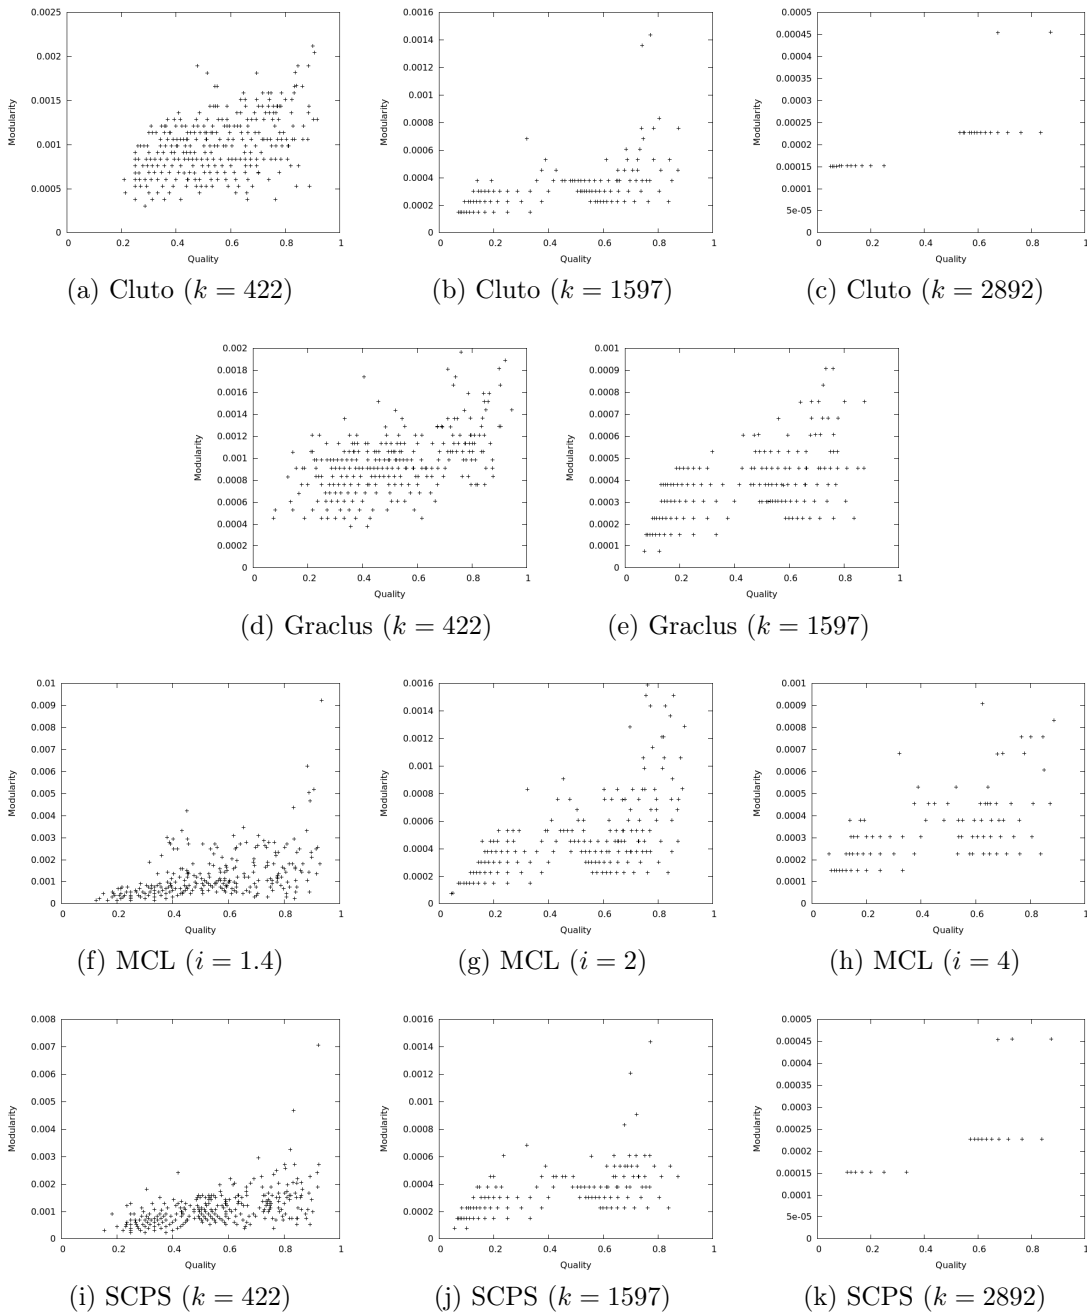 Modularity
0.0025
0.002
0.0015
0.001
0.0005
0
0 0.2 0.4 0.6 0.8 1
Quality
(a) Cluto (k = 422)
Modularity
0.0016
0.0014
0.0012
0.001
0.0008
0.0006
0.0004
0.0002
0
0 0.2 0.4 0.6 0.8 1
Quality
(b) Cluto (k = 1597)
Modularity
0.0005
0.00045
0.0004
0.00035
0.0003
0.00025
0.0002
0.00015
0.0001
5e-05
0
0 0.2 0.4 0.6 0.8 1
Quality
(c) Cluto (k = 2892)
Modularity
0.002
0.0018
0.0016
0.0014
0.0012
0.001
0.0008
0.0006
0.0004
0.0002
0
0 0.2 0.4 0.6 0.8 1
Quality
(d) Graclus (k = 422)
Modularity
0.001
0.0009
0.0008
0.0007
0.0006
0.0005
0.0004
0.0003
0.0002
0.0001
0
0 0.2 0.4 0.6 0.8 1
Quality
(e) Graclus (k = 1597)
Modularity
0.01
0.009
0.008
0.007
0.006
0.005
0.004
0.003
0.002
0.001
0
0 0.2 0.4 0.6 0.8 1
Quality
(f) MCL (i = 1.4)
Modularity
0.0016
0.0014
0.0012
0.001
0.0008
0.0006
0.0004
0.0002
0
0 0.2 0.4 0.6 0.8 1
Quality
(g) MCL (i = 2)
Modularity
0.001
0.0009
0.0008
0.0007
0.0006
0.0005
0.0004
0.0003
0.0002
0.0001
0
0 0.2 0.4 0.6 0.8 1
Quality
(h) MCL (i = 4)
Modularity
0.008
0.007
0.006
0.005
0.004
0.003
0.002
0.001
0
0 0.2 0.4 0.6 0.8 1
Quality
(i) SCPS (k = 422)
Modularity
0.0016
0.0014
0.0012
0.001
0.0008
0.0006
0.0004
0.0002
0
0 0.2 0.4 0.6 0.8 1
Quality
(j) SCPS (k = 1597)
Modularity
0.0005
0.00045
0.0004
0.00035
0.0003
0.00025
0.0002
0.00015
0.0001
5e-05
0
0 0.2 0.4 0.6 0.8 1
Quality
(k) SCPS (k = 2892)